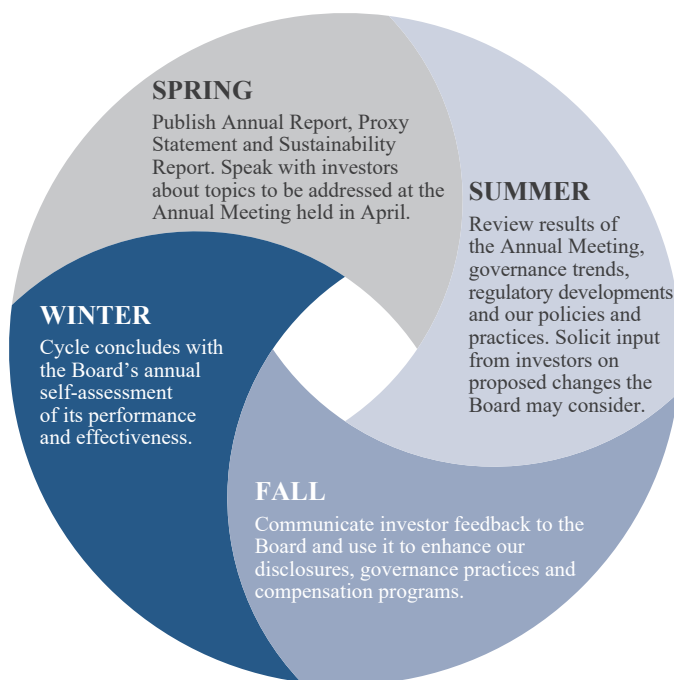 SPRING
Publish Annual Report, Proxy
Statement and Sustainability
Report. Speak with investors
about topics to be addressed at the
Annual Meeting held in April.
SUMMER
Review results of
the Annual Meeting,
governance trends,
regulatory developments
and our policies and
practices. Solicit input
from investors on
proposed changes the
Board may consider.
FALL
Communicate investor feedback to the
Board and use it to enhance our
disclosures, governance practices and
compensation programs.
WINTER
Cycle concludes with
the Board’s annual
self-assessment
of its performance
and effectiveness.